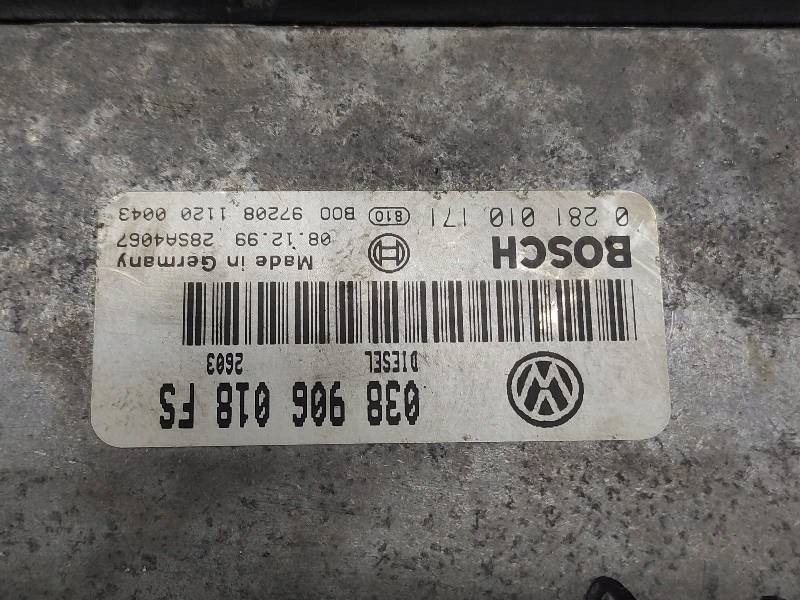 038 906 018 FS
DIESEL 2603
BOSCH Made in Germany
08.12.99 28SA4067
0 281 010 171 810 B00 97208 1120 0043